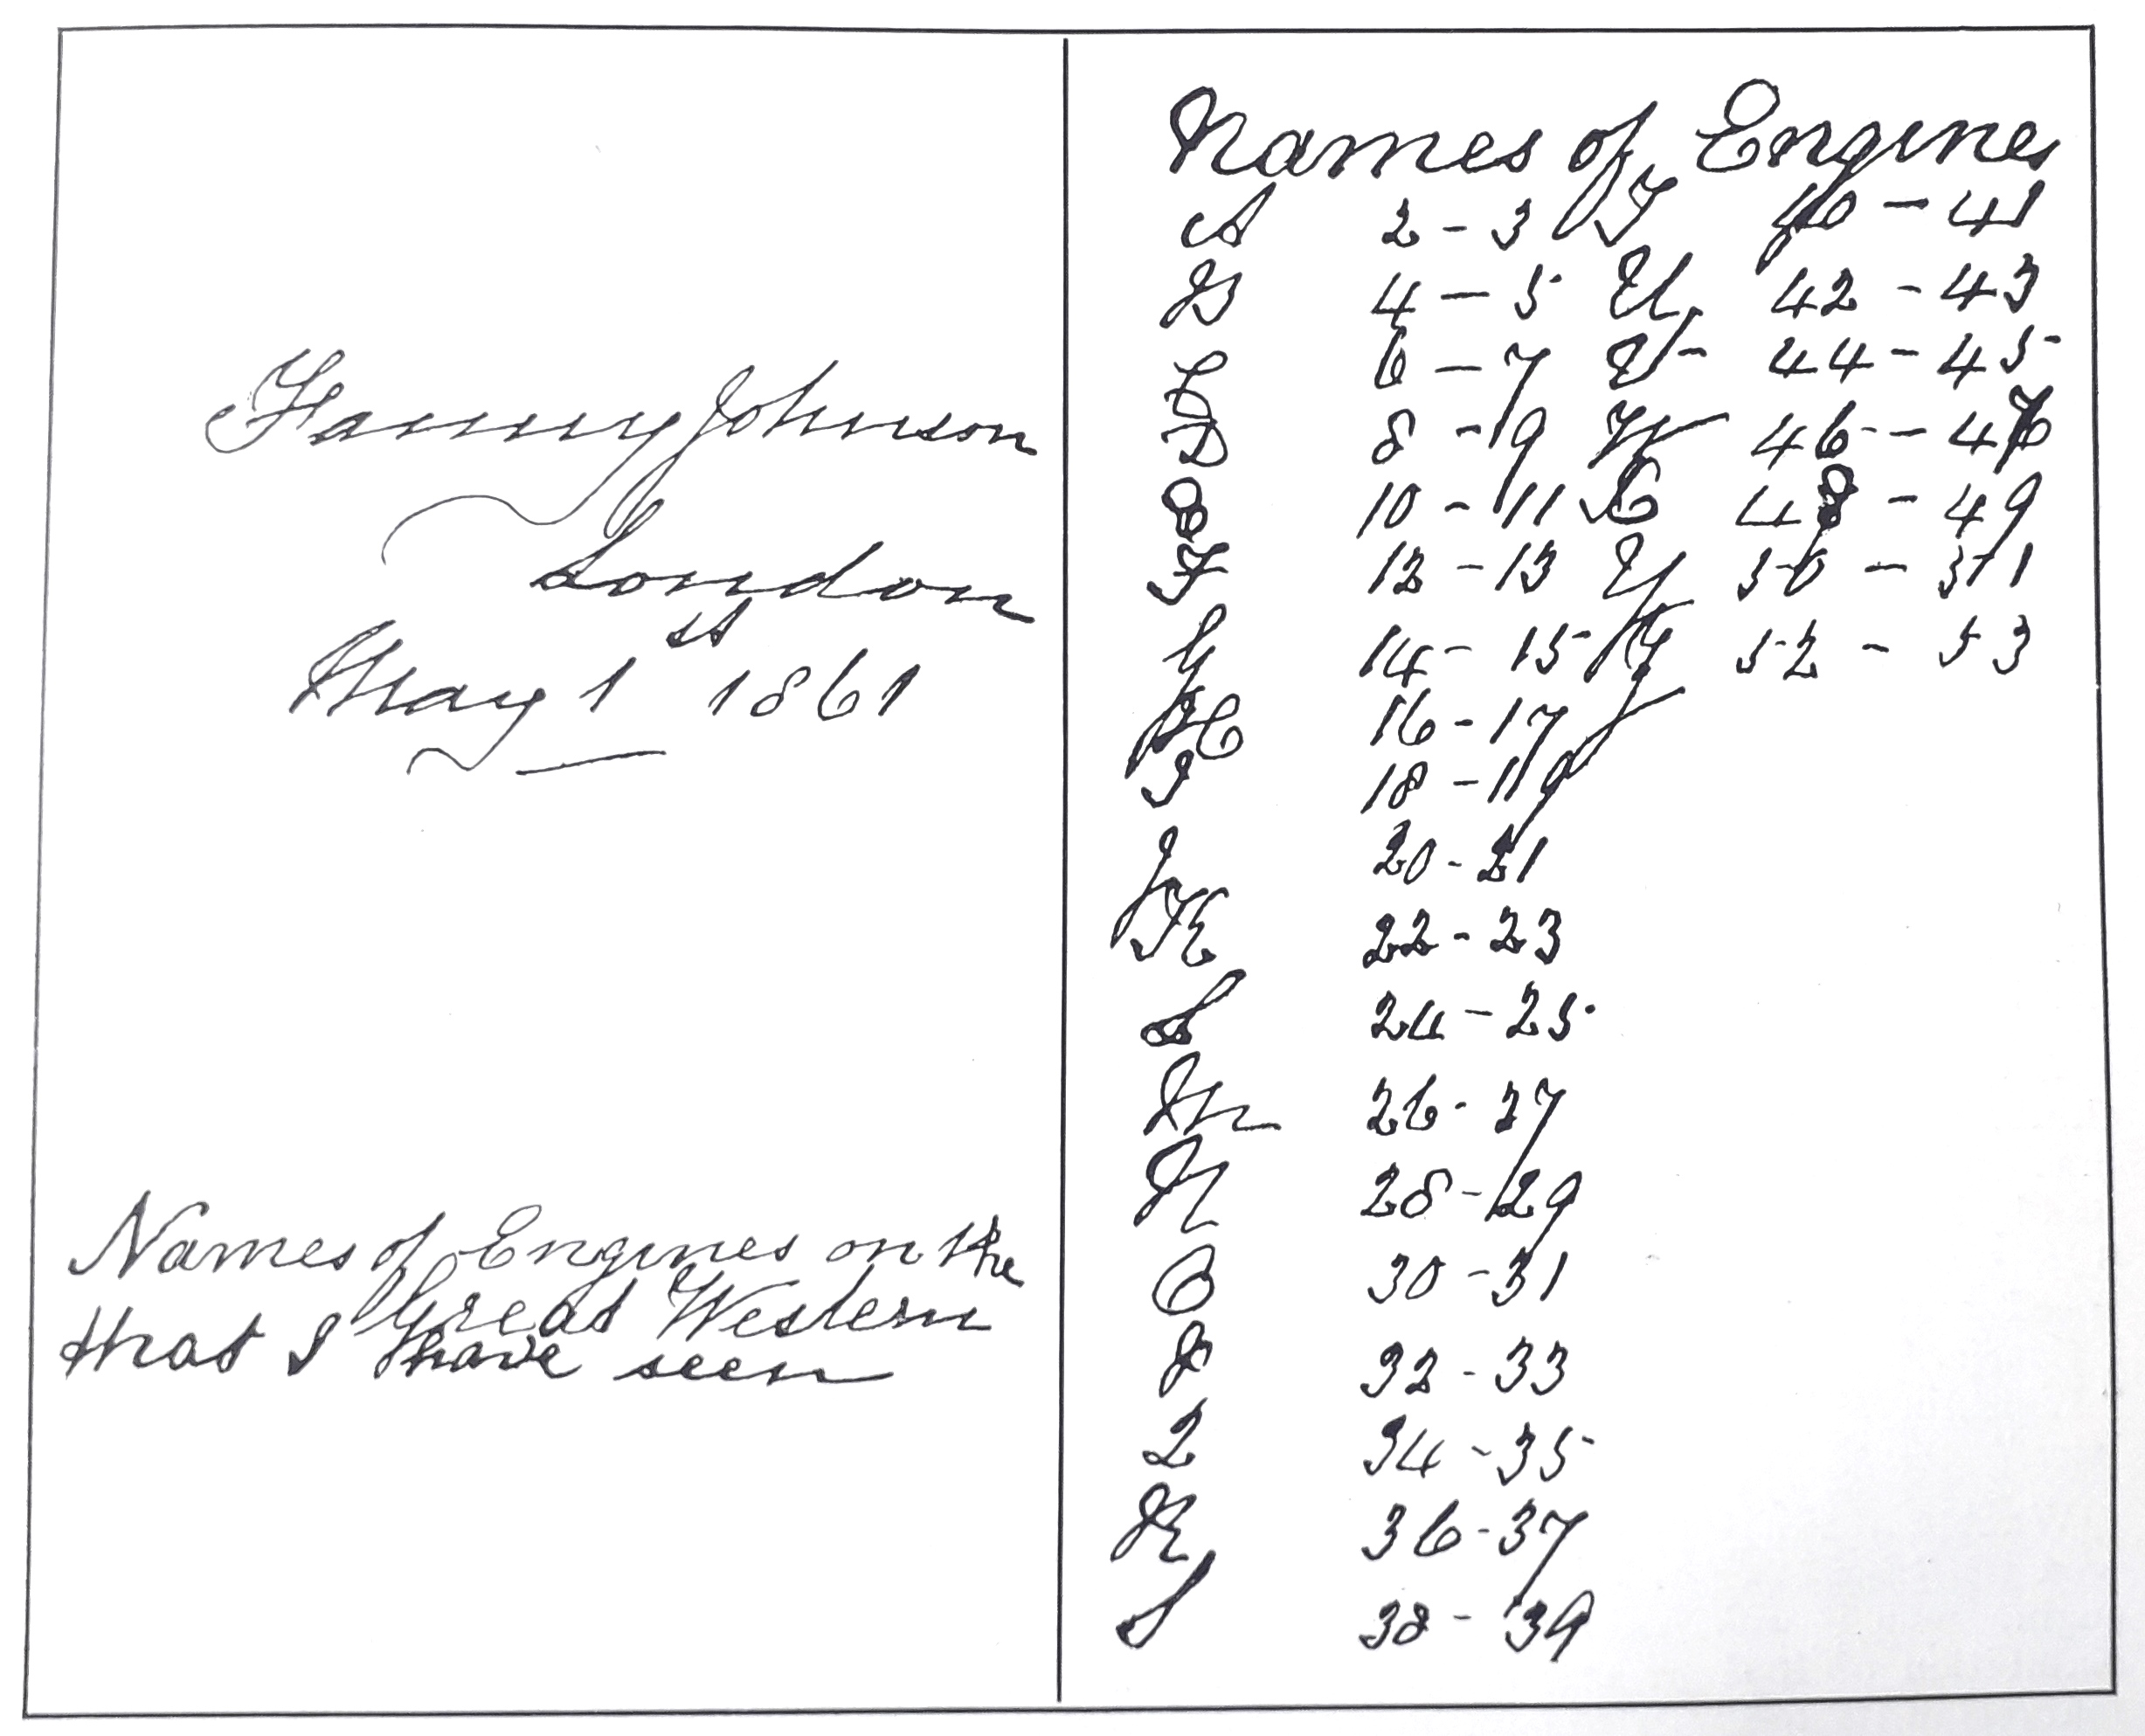 Fanny Johnson
London
May 1st 1861
Names of Engines on the
Great Western
that I have seen
Names of Engines
A 2 - 3
B 4 - 5
C 6 - 7
D 8 - 9
E 10 - 11
F 12 - 13
G 14 - 15
H 16 - 17
I 18 - 19
J 20 - 21
K 22 - 23
L 24 - 25
M 26 - 27
N 28 - 29
O 30 - 31
P 32 - 33
Q 34 - 35
R 36 - 37
S 38 - 39
T 40 - 41
U 42 - 43
V 44 - 45
W 46 - 47
X 48 - 49
Y 50 - 51
Z 52 - 53